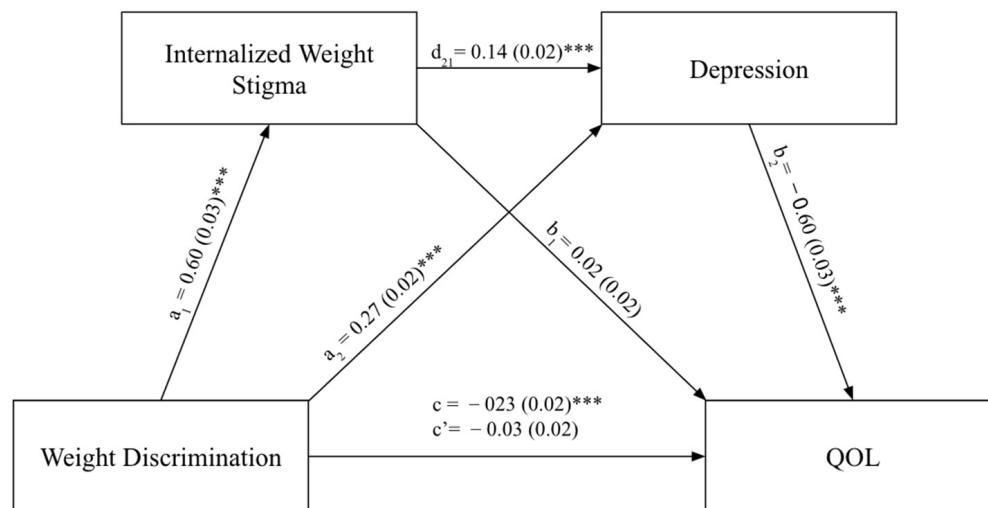 Internalized Weight
Stigma
d21= 0.14 (0.02)***
Depression
a1 = 0.60 (0.03)***
a2 = 0.27 (0.02)***
b1= 0.02 (0.02)
b2= − 0.60 (0.03)***
c = − 023 (0.02)***
c’= − 0.03 (0.02)
Weight Discrimination
QOL